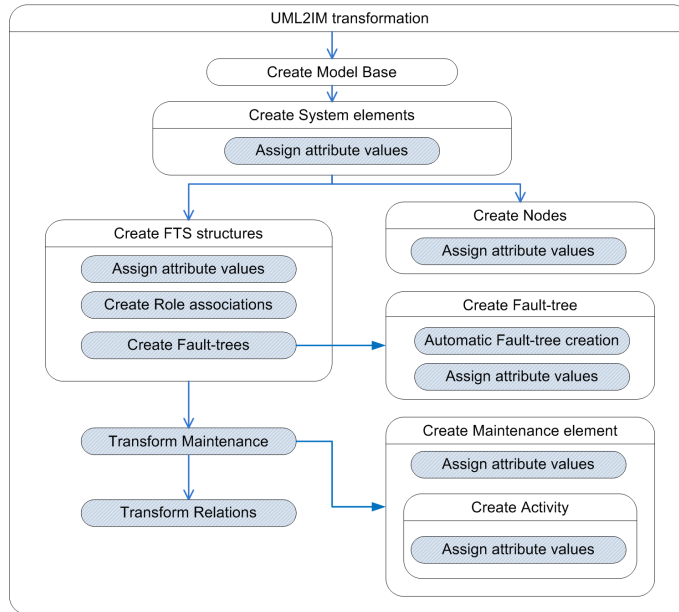 UML2IM transformation
Create Model Base
Create System elements
Assign attribute values
Create FTS structures
Assign attribute values
Create Role associations
Create Fault-trees
Transform Maintenance
Transform Relations
Create Nodes
Assign attribute values
Create Fault-tree
Automatic Fault-tree creation
Assign attribute values
Create Maintenance element
Assign attribute values
Create Activity
Assign attribute values